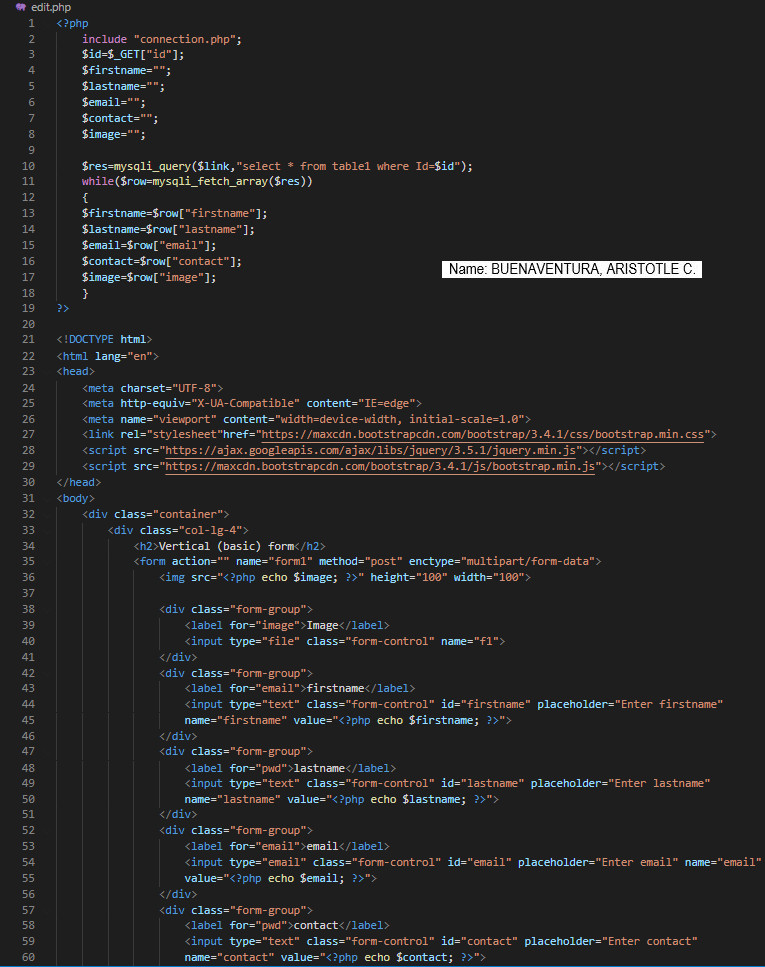 edit.php
1 <?php
2 include "connection.php";
3 $id=$_GET["id"];
4 $firstname="";
5 $lastname="";
6 $email="";
7 $contact="";
8 $image="";
9
10 $res=mysqli_query($link,"select * from table1 where Id=$id");
11 while($row=mysqli_fetch_array($res))
12 {
13 $firstname=$row["firstname"];
14 $lastname=$row["lastname"];
15 $email=$row["email"];
16 $contact=$row["contact"];
Name: BUENAVENTURA, ARISTOTLE C.
17 $image=$row["image"];
18 }
19 ?>
20
21 <!DOCTYPE html>
22 <html lang="en">
23 <head>
24 <meta charset="UTF-8">
25 <meta http-equiv="X-UA-Compatible" content="IE=edge">
26 <meta name="viewport" content="width=device-width, initial-scale=1.0">
27 <link rel="stylesheet"href="https://maxcdn.bootstrapcdn.com/bootstrap/3.4.1/css/bootstrap.min.css">
28 <script src="https://ajax.googleapis.com/ajax/libs/jquery/3.5.1/jquery.min.js"></script>
29 <script src="https://maxcdn.bootstrapcdn.com/bootstrap/3.4.1/js/bootstrap.min.js"></script>
30 </head>
31 <body>
32 <div class="container">
33 <div class="col-lg-4">
34 <h2>Vertical (basic) form</h2>
35 <form action="" name="form1" method="post" enctype="multipart/form-data">
36 <img src="<?php echo $image; ?>" height="100" width="100">
37
38 <div class="form-group">
39 <label for="image">Image</label>
40 <input type="file" class="form-control" name="f1">
41 </div>
42 <div class="form-group">
43 <label for="email">firstname</label>
44 <input type="text" class="form-control" id="firstname" placeholder="Enter firstname"
45 name="firstname" value="<?php echo $firstname; ?>">
46 </div>
47 <div class="form-group">
48 <label for="pwd">lastname</label>
49 <input type="text" class="form-control" id="lastname" placeholder="Enter lastname"
50 name="lastname" value="<?php echo $lastname; ?>">
51 </div>
52 <div class="form-group">
53 <label for="email">email</label>
54 <input type="email" class="form-control" id="email" placeholder="Enter email" name="email"
55 value="<?php echo $email; ?>">
56 </div>
57 <div class="form-group">
58 <label for="pwd">contact</label>
59 <input type="text" class="form-control" id="contact" placeholder="Enter contact"
60 name="contact" value="<?php echo $contact; ?>">